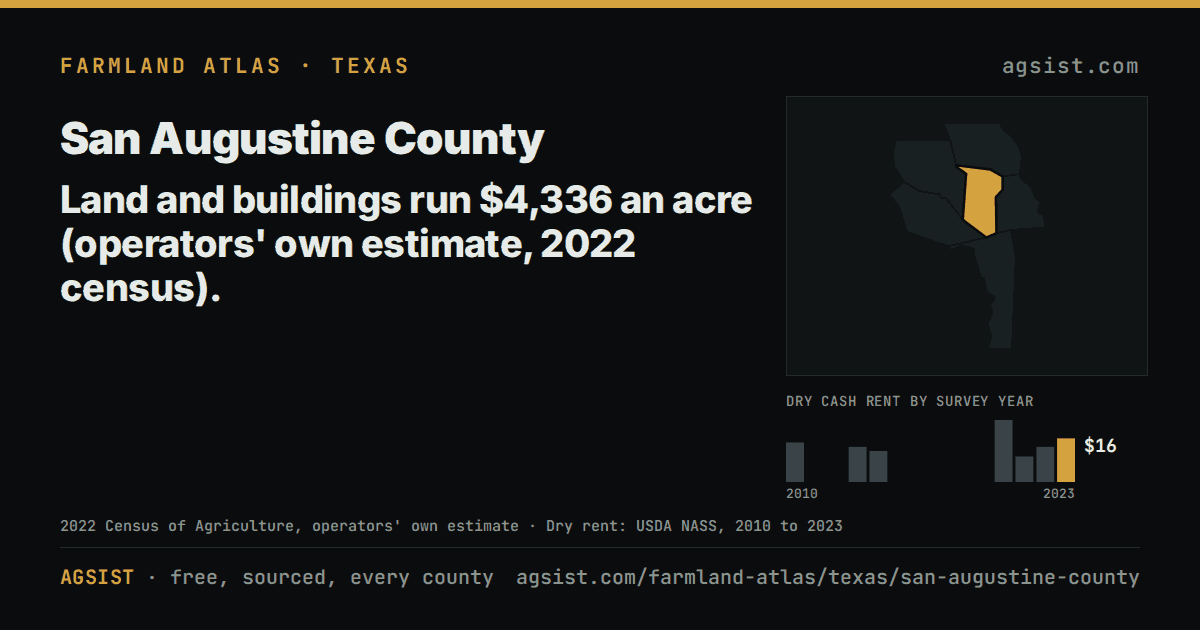 FARMLAND ATLAS · TEXAS
agsist.com
San Augustine County
Land and buildings run $4,336 an acre
(operators' own estimate, 2022
census).
DRY CASH RENT BY SURVEY YEAR
$16
2010
2023
2022 Census of Agriculture, operators' own estimate · Dry rent: USDA NASS, 2010 to 2023
AGSIST · free, sourced, every county
agsist.com/farmland-atlas/texas/san-augustine-county